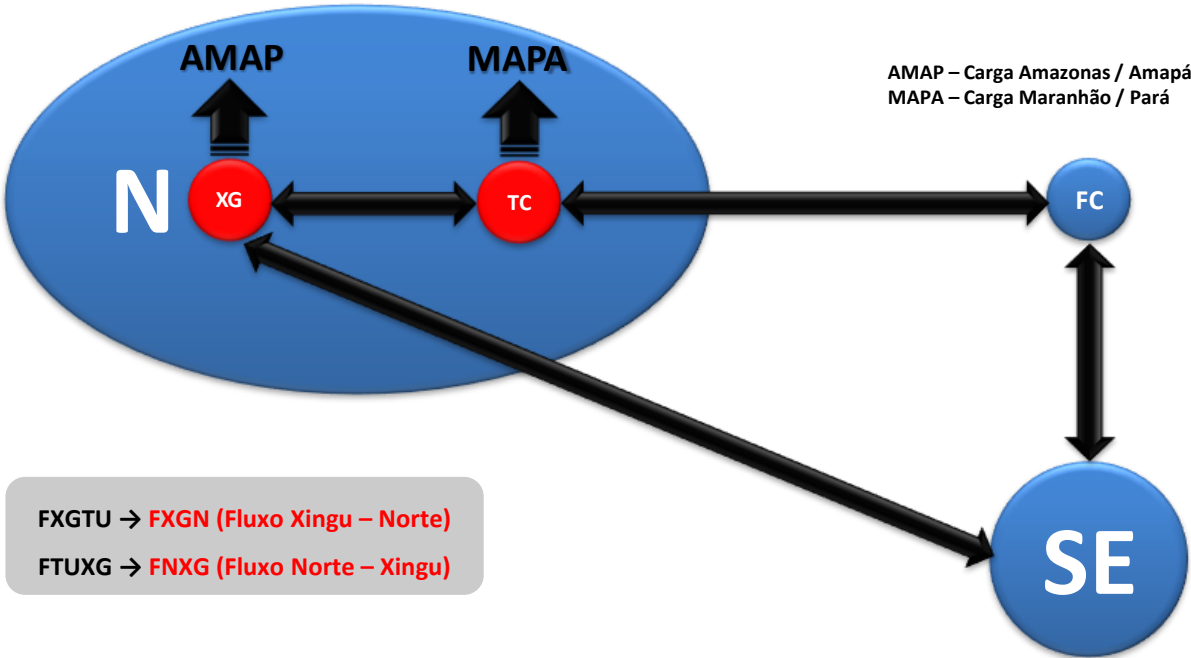 AMAP
MAPA
AMAP – Carga Amazonas / Amapá
MAPA – Carga Maranhão / Pará
N
XG
TC
FC
FXGTU → FXGN (Fluxo Xingu – Norte)
FTUXG → FNXG (Fluxo Norte – Xingu)
SE